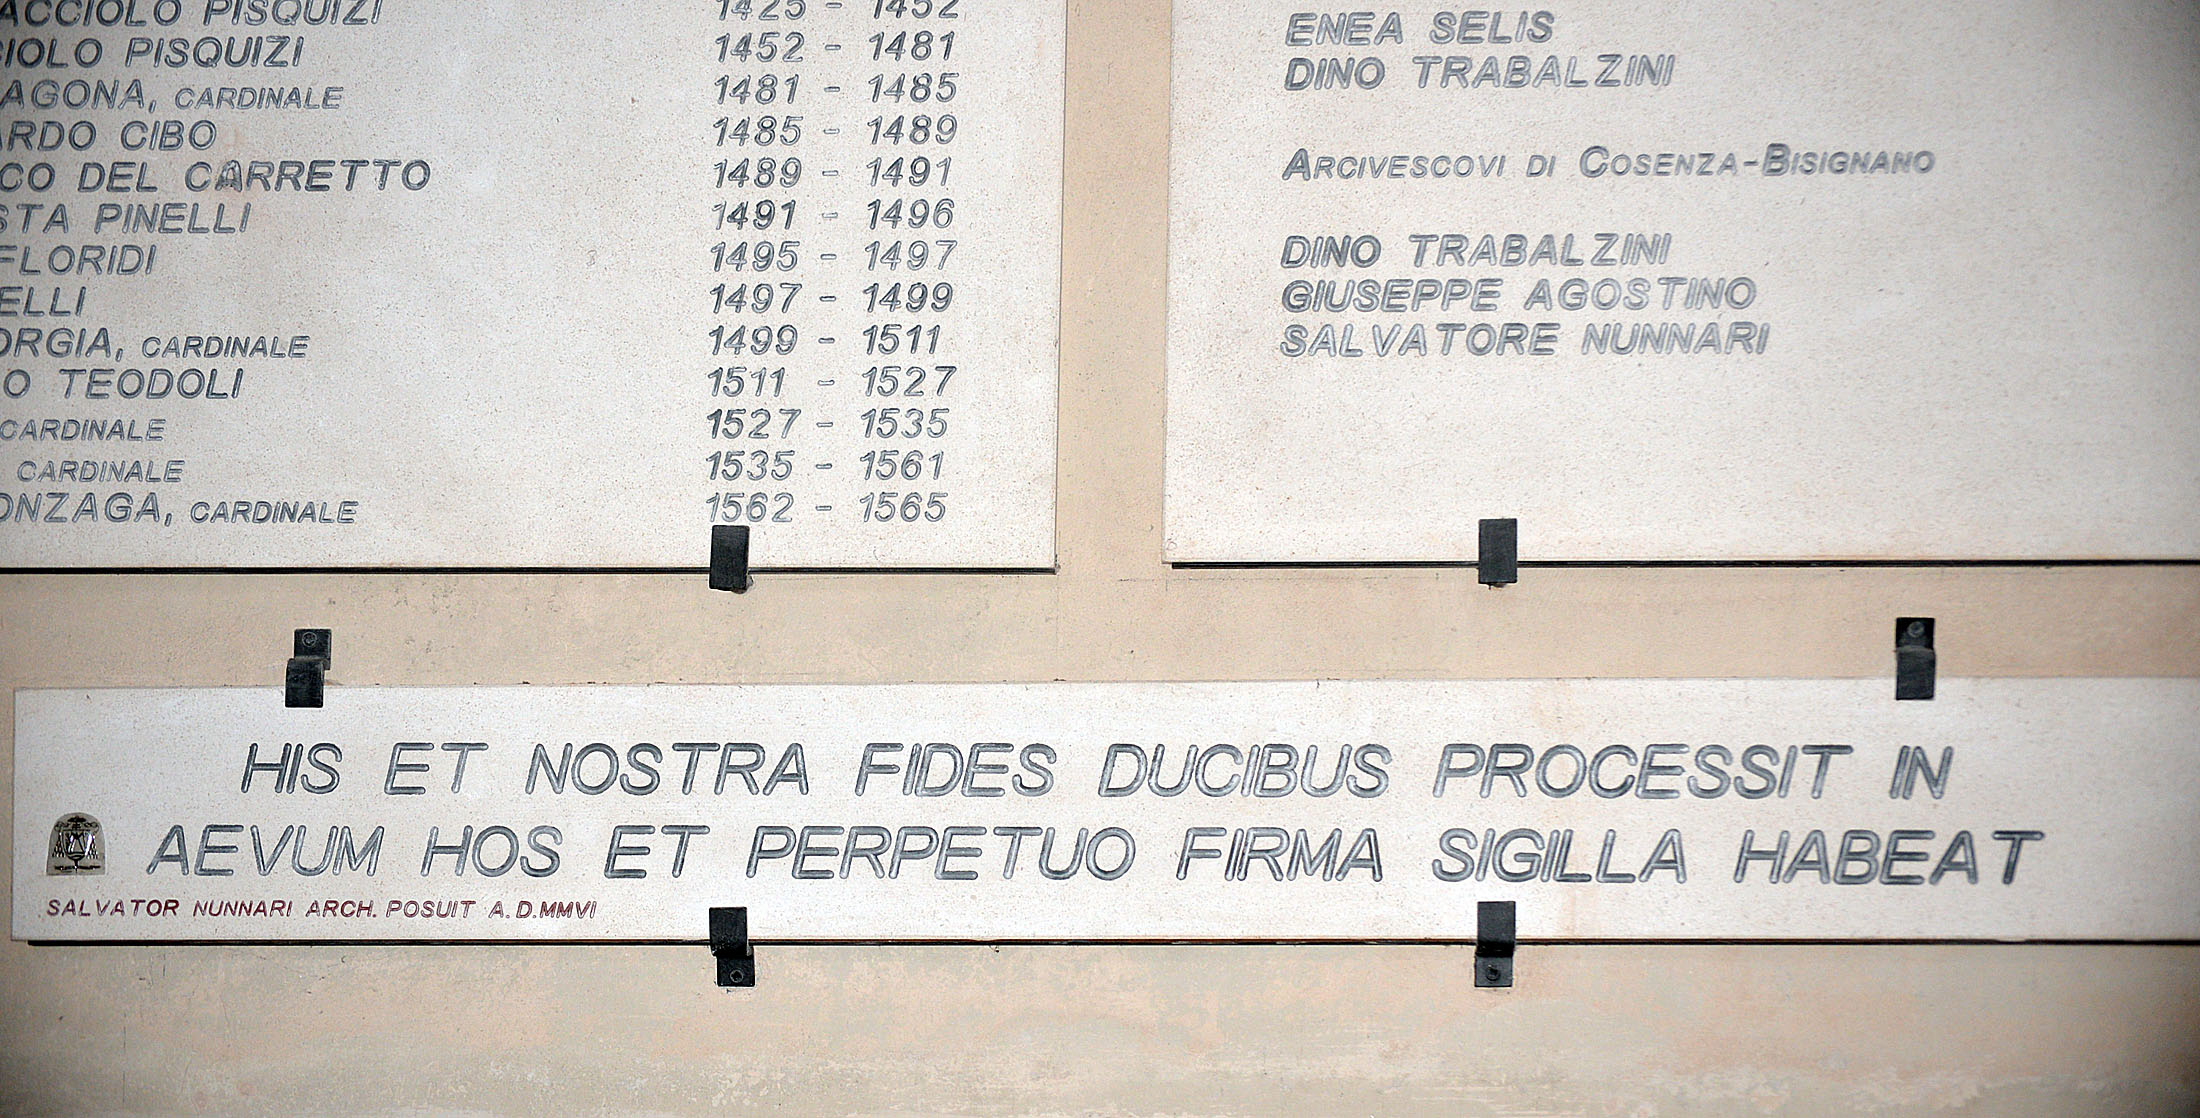 ACCIOLO PISQUIZI 1425 - 1452
CIOLO PISQUIZI 1452 - 1481
AGONA, CARDINALE 1481 - 1485
ARDO CIBO 1485 - 1489
CO DEL CARRETTO 1489 - 1491
STA PINELLI 1491 - 1496
FLORIDI 1495 - 1497
ELLI 1497 - 1499
ORGIA, CARDINALE 1499 - 1511
O TEODOLI 1511 - 1527
CARDINALE 1527 - 1535
CARDINALE 1535 - 1561
ONZAGA, CARDINALE 1562 - 1565
ENEA SELIS
DINO TRABALZINI
ARCIVESCOVI DI COSENZA-BISIGNANO
DINO TRABALZINI
GIUSEPPE AGOSTINO
SALVATORE NUNNARI
HIS ET NOSTRA FIDES DUCIBUS PROCESSIT IN
AEVUM HOS ET PERPETUO FIRMA SIGILLA HABEAT
SALVATOR NUNNARI ARCH. POSUIT A.D.MMVI